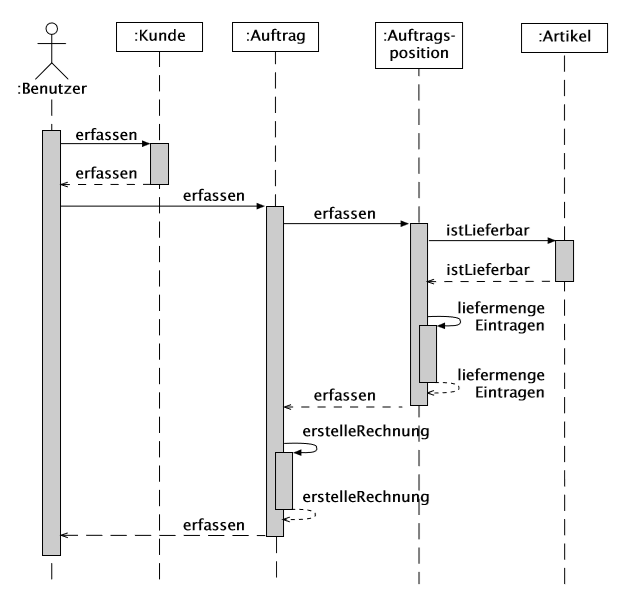 :Kunde
:Auftrag
:Auftrags-
position
:Artikel
:Benutzer
erfassen
erfassen
erfassen
erfassen
istLieferbar
istLieferbar
liefermenge
Eintragen
liefermenge
Eintragen
erfassen
erstelleRechnung
erstelleRechnung
erfassen